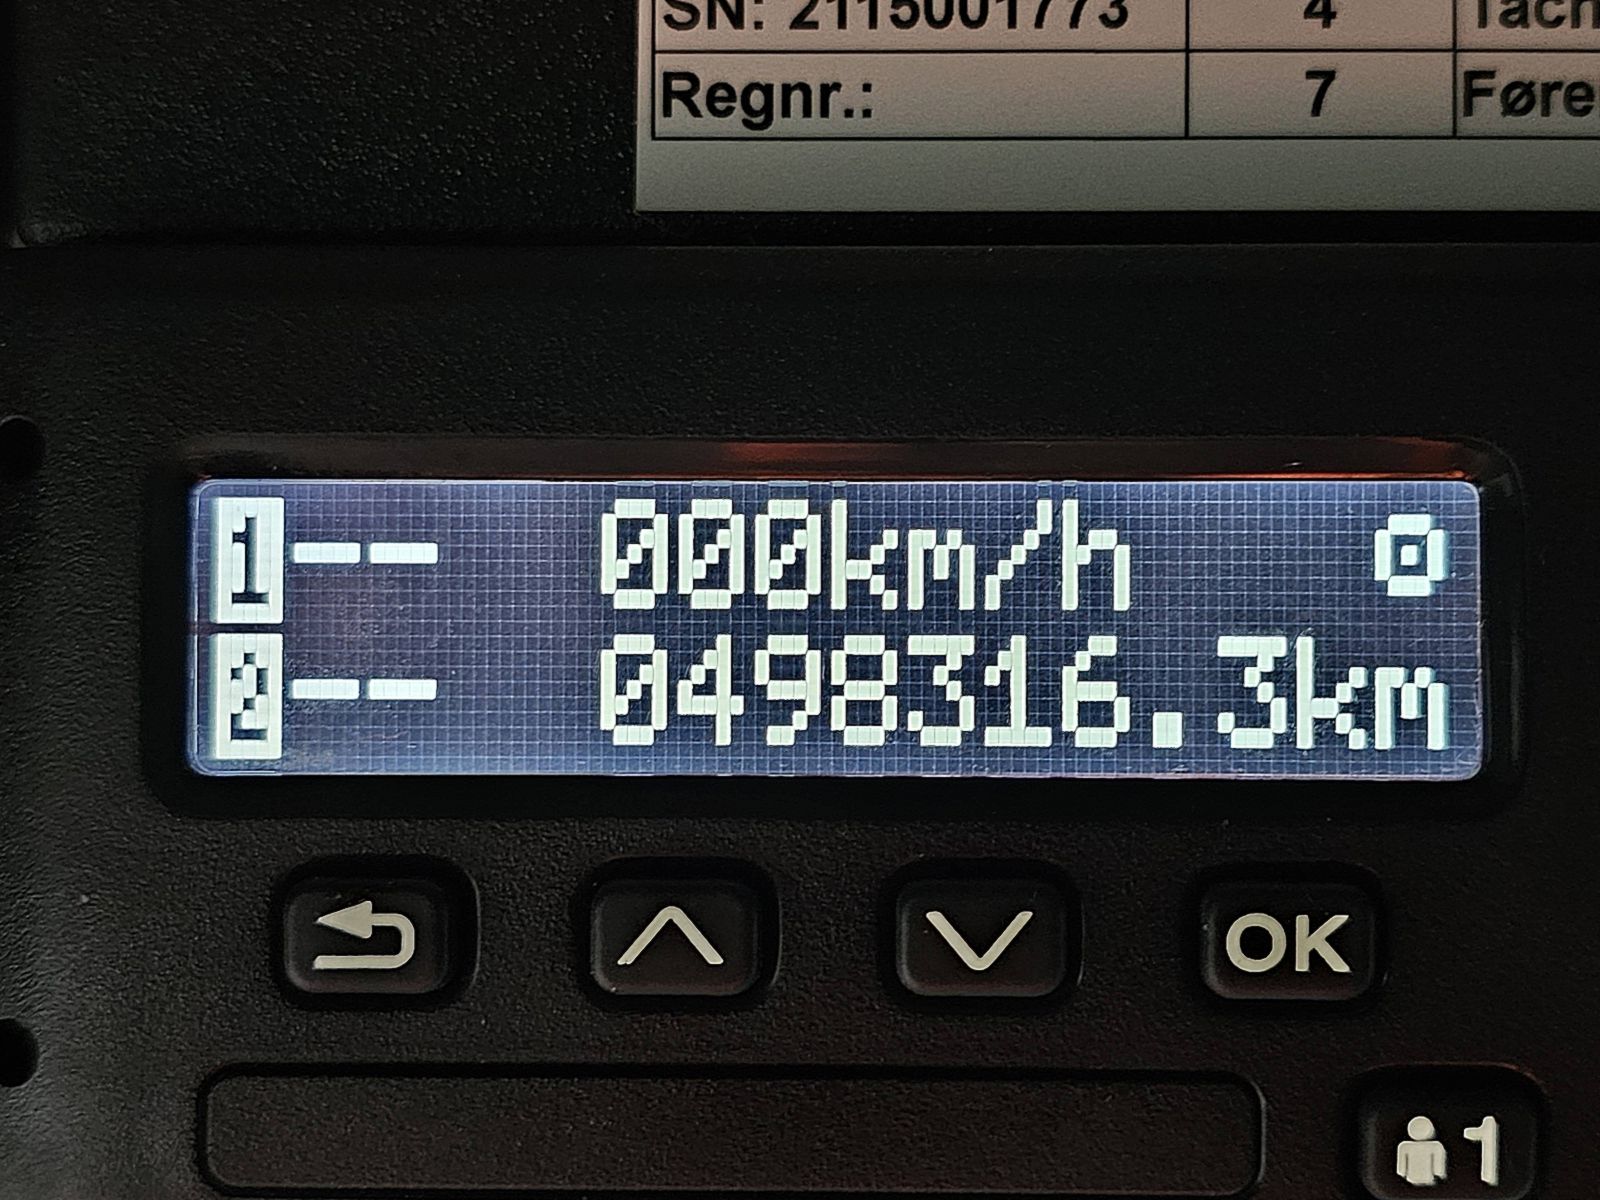 SN: 2115001773 4
Regnr.: 7 Føre
1 -- 000km/h
2 -- 0498316.3km
OK
1